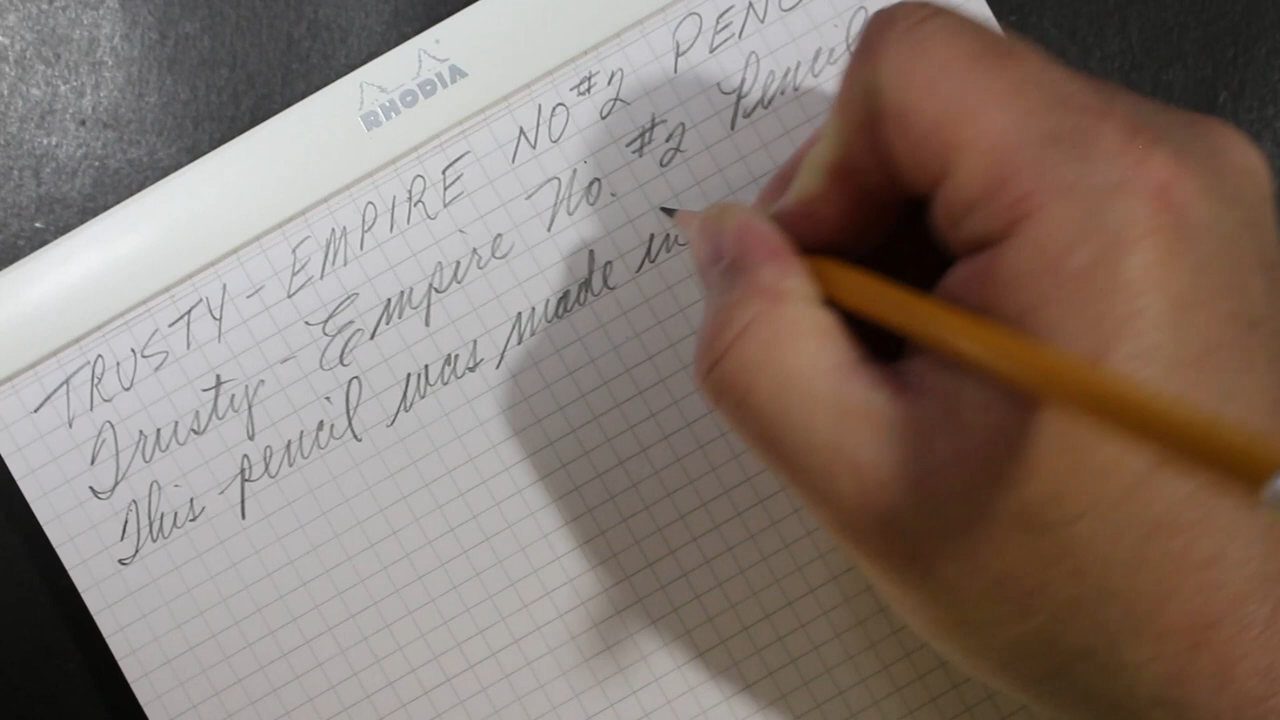 RHODIA
TRUSTY - EMPIRE NO #2 PENC
Trusty - Empire No. #2 Pencil
This pencil was made in